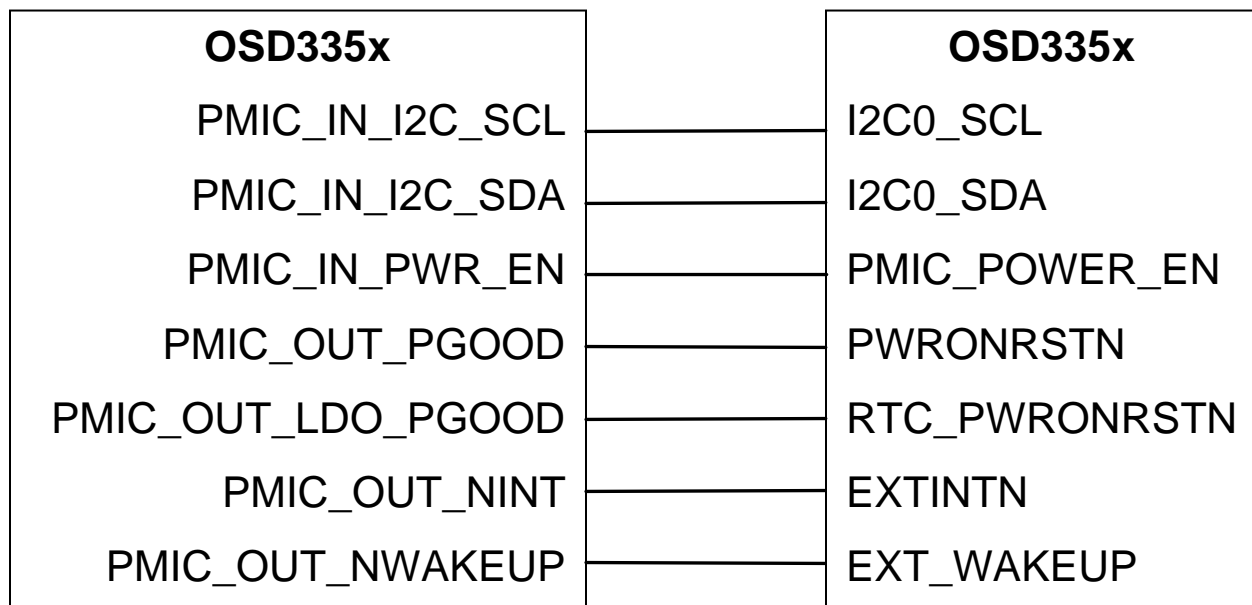 OSD335x OSD335x
PMIC_IN_I2C_SCL I2C0_SCL
PMIC_IN_I2C_SDA I2C0_SDA
PMIC_IN_PWR_EN PMIC_POWER_EN
PMIC_OUT_PGOOD PWRONRSTN
PMIC_OUT_LDO_PGOOD RTC_PWRONRSTN
PMIC_OUT_NINT EXTINTN
PMIC_OUT_NWAKEUP EXT_WAKEUP